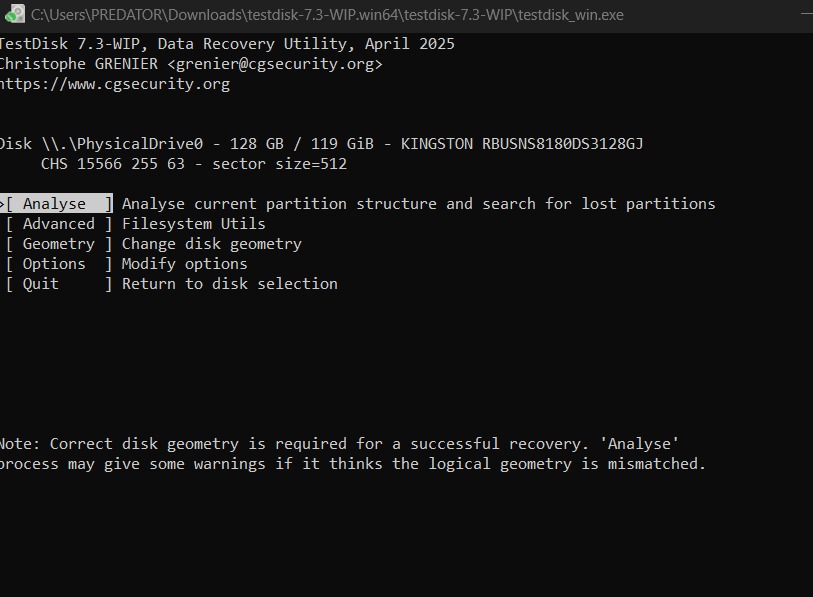 C:\Users\PREDATOR\Downloads\testdisk-7.3-WIP.win64\testdisk-7.3-WIP\testdisk_win.exe
TestDisk 7.3-WIP, Data Recovery Utility, April 2025
Christophe GRENIER <grenier@cgsecurity.org>
https://www.cgsecurity.org
Disk \\.\PhysicalDrive0 - 128 GB / 119 GiB - KINGSTON RBUSNS8180DS3128GJ
CHS 15566 255 63 - sector size=512
>[ Analyse  ] Analyse current partition structure and search for lost partitions
[ Advanced ] Filesystem Utils
[ Geometry ] Change disk geometry
[ Options  ] Modify options
[ Quit     ] Return to disk selection
Note: Correct disk geometry is required for a successful recovery. 'Analyse'
process may give some warnings if it thinks the logical geometry is mismatched.